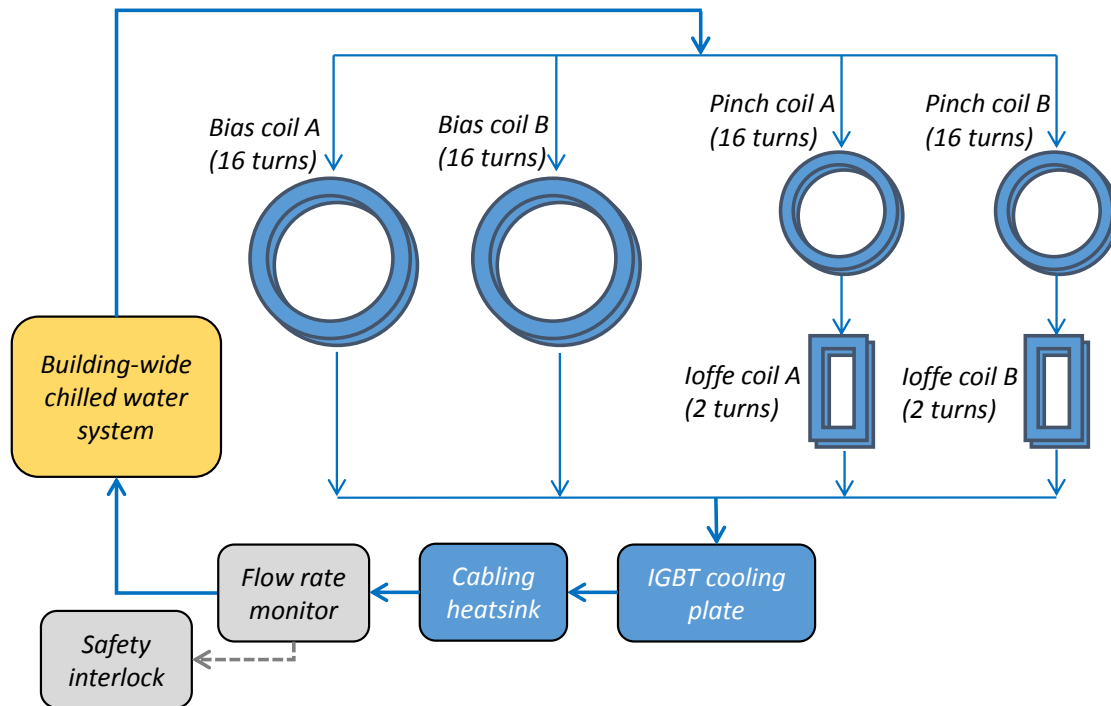 Bias coil A
(16 turns)
Bias coil B
(16 turns)
Pinch coil A
(16 turns)
Pinch coil B
(16 turns)
Building-wide
chilled water
system
Ioffe coil A
(2 turns)
Ioffe coil B
(2 turns)
Flow rate
monitor
Cabling
heatsink
IGBT cooling
plate
Safety
interlock